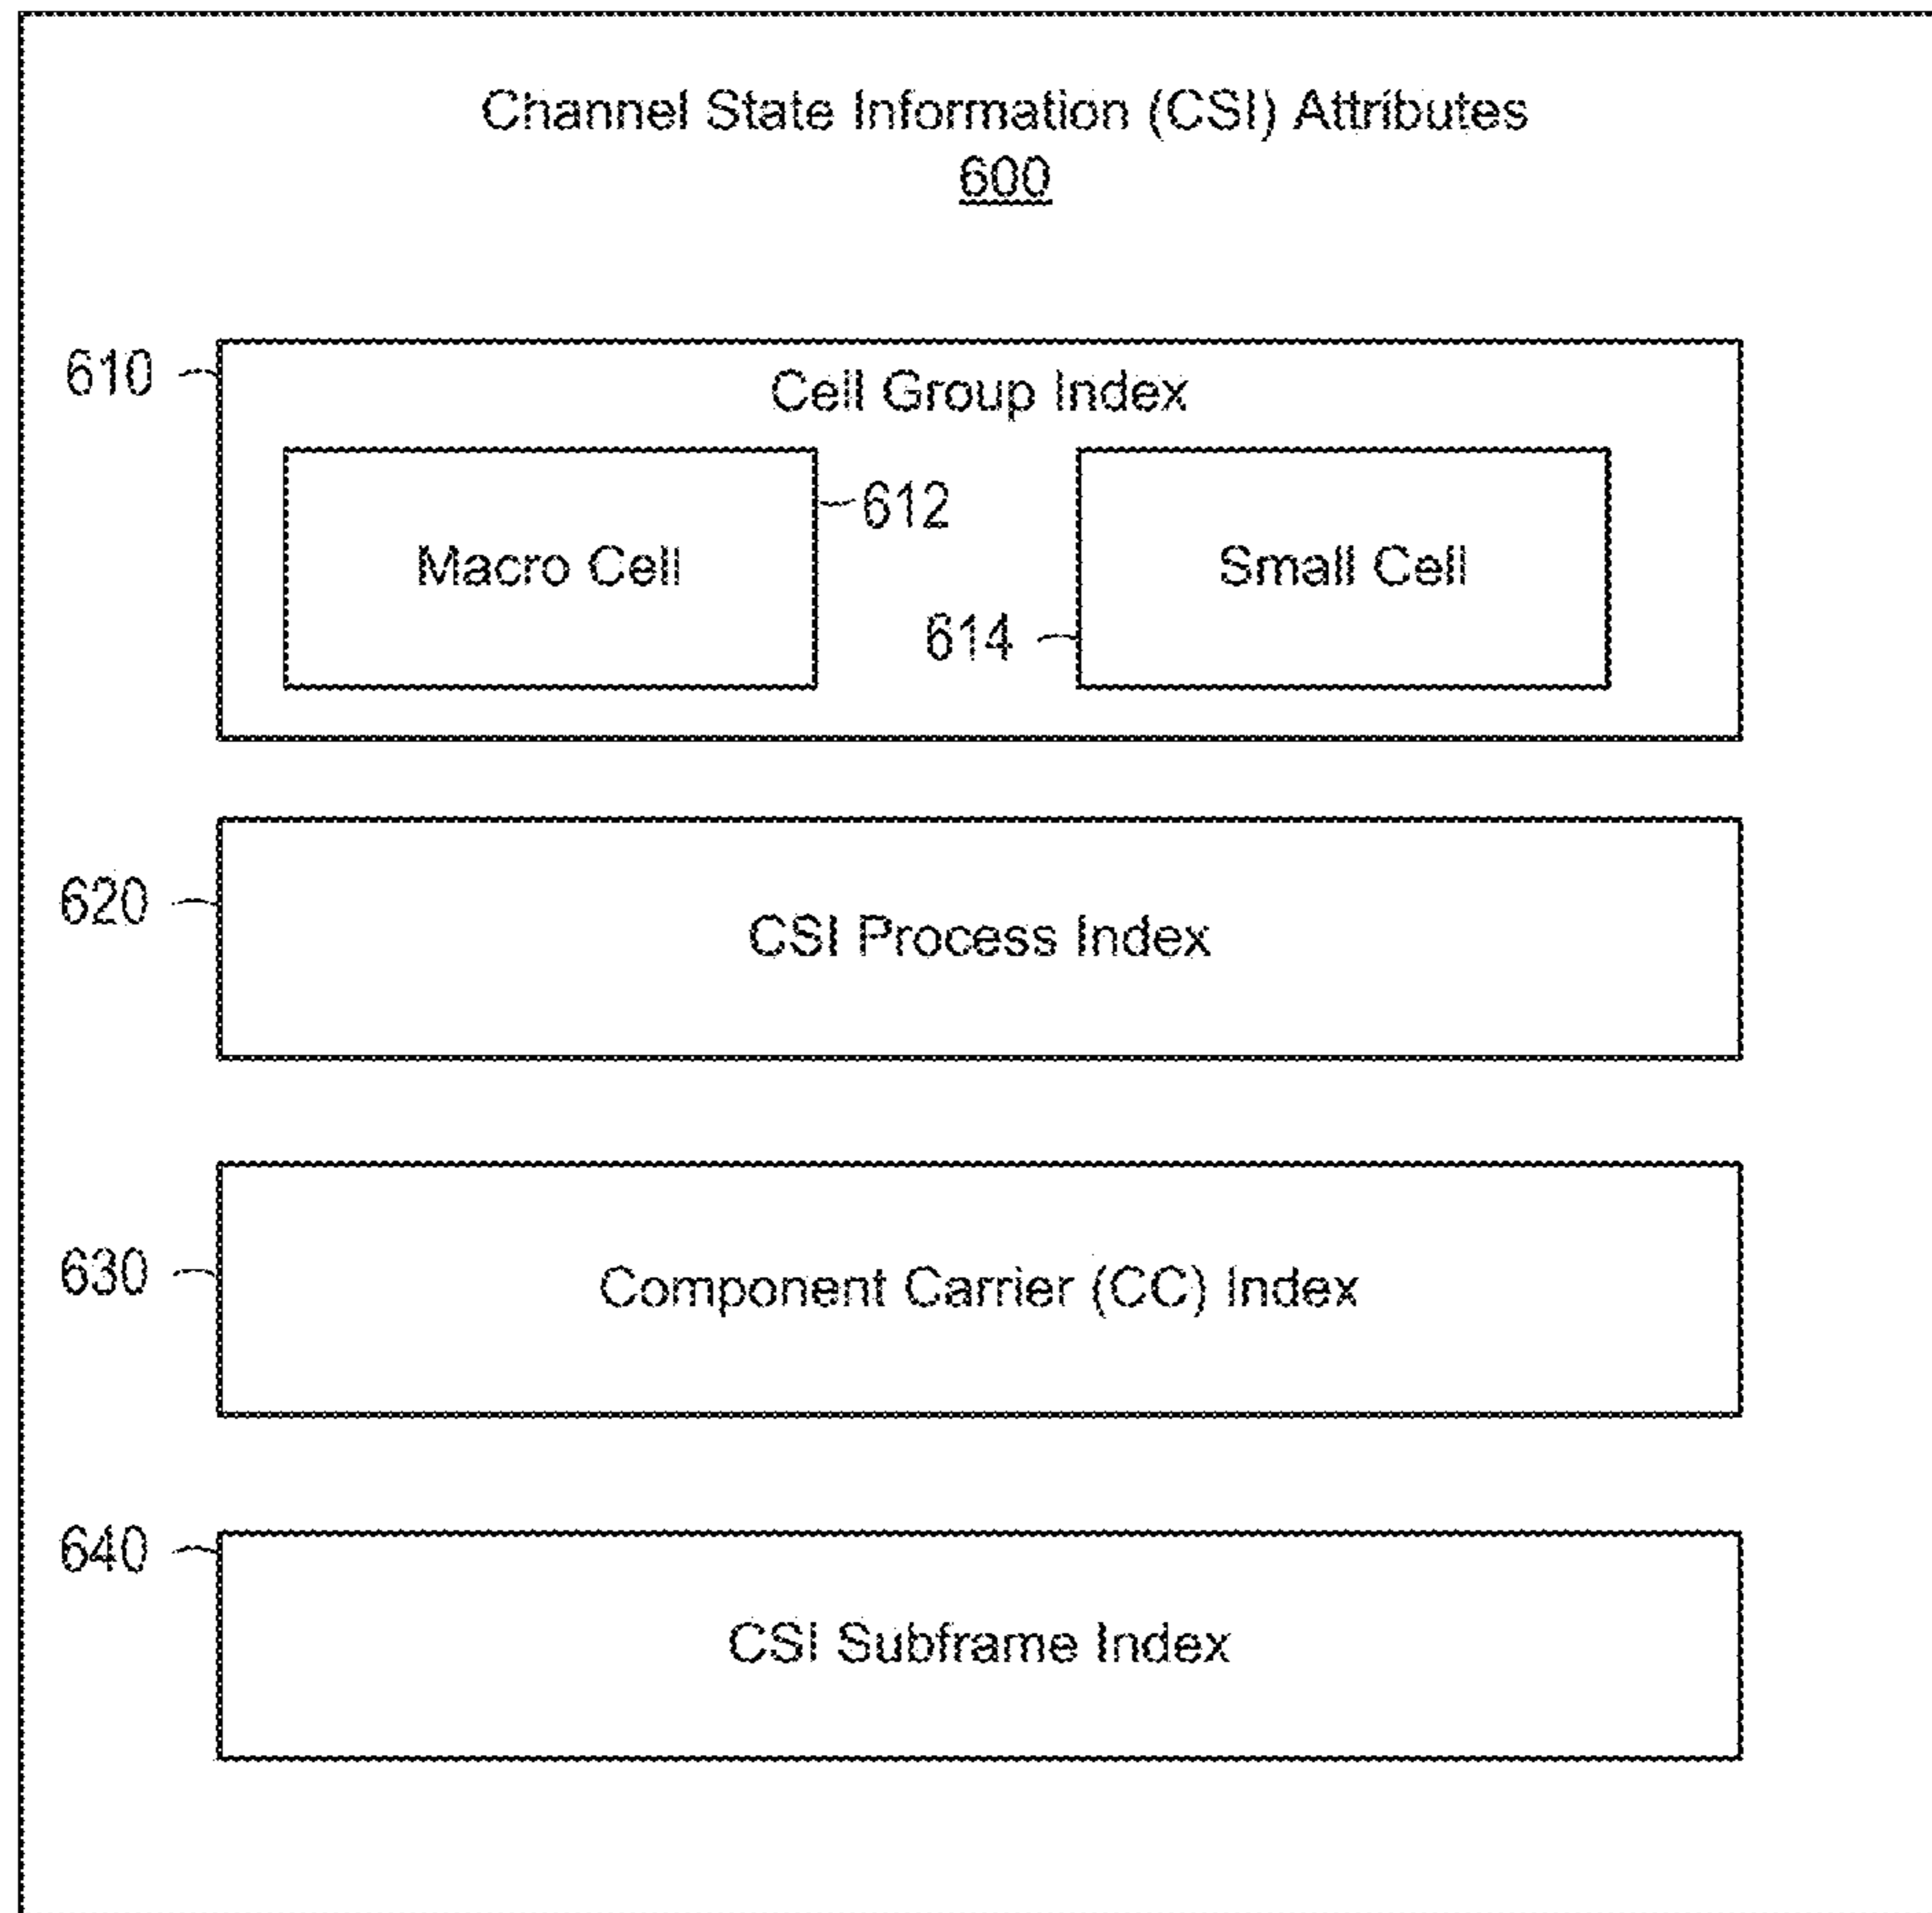 Channel State Information (CSI) Attributes
600
610
Cell Group Index
612
Macro Cell
Small Cell
614
620
CSI Process Index
630
Component Carrier (CC) Index
640
CSI Subframe Index